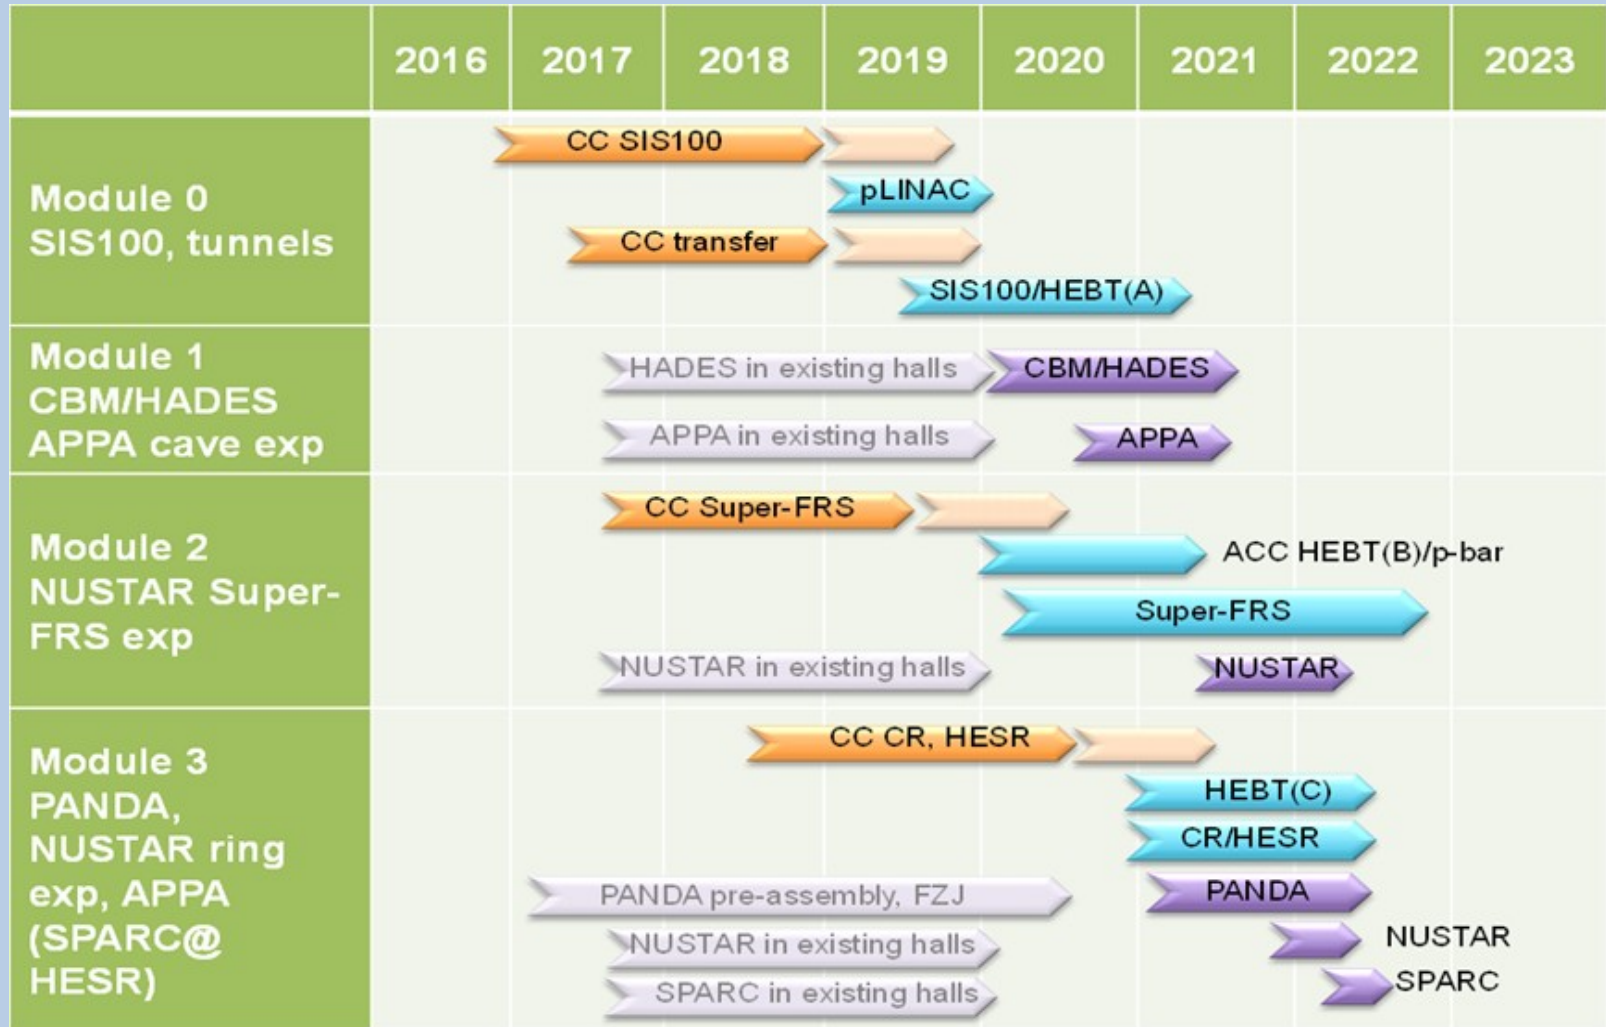 2016 2017 2018 2019 2020 2021 2022 2023
Module 0
SIS100, tunnels
CC SIS100
pLINAC
CC transfer
SIS100/HEBT(A)
Module 1
CBM/HADES
APPA cave exp
HADES in existing halls
CBM/HADES
APPA in existing halls
APPA
Module 2
NUSTAR Super-
FRS exp
CC Super-FRS
ACC HEBT(B)/p-bar
Super-FRS
NUSTAR in existing halls
NUSTAR
Module 3
PANDA,
NUSTAR ring
exp, APPA
(SPARC@
HESR)
CC CR, HESR
HEBT(C)
CR/HESR
PANDA pre-assembly, FZJ
PANDA
NUSTAR in existing halls
NUSTAR
SPARC in existing halls
SPARC